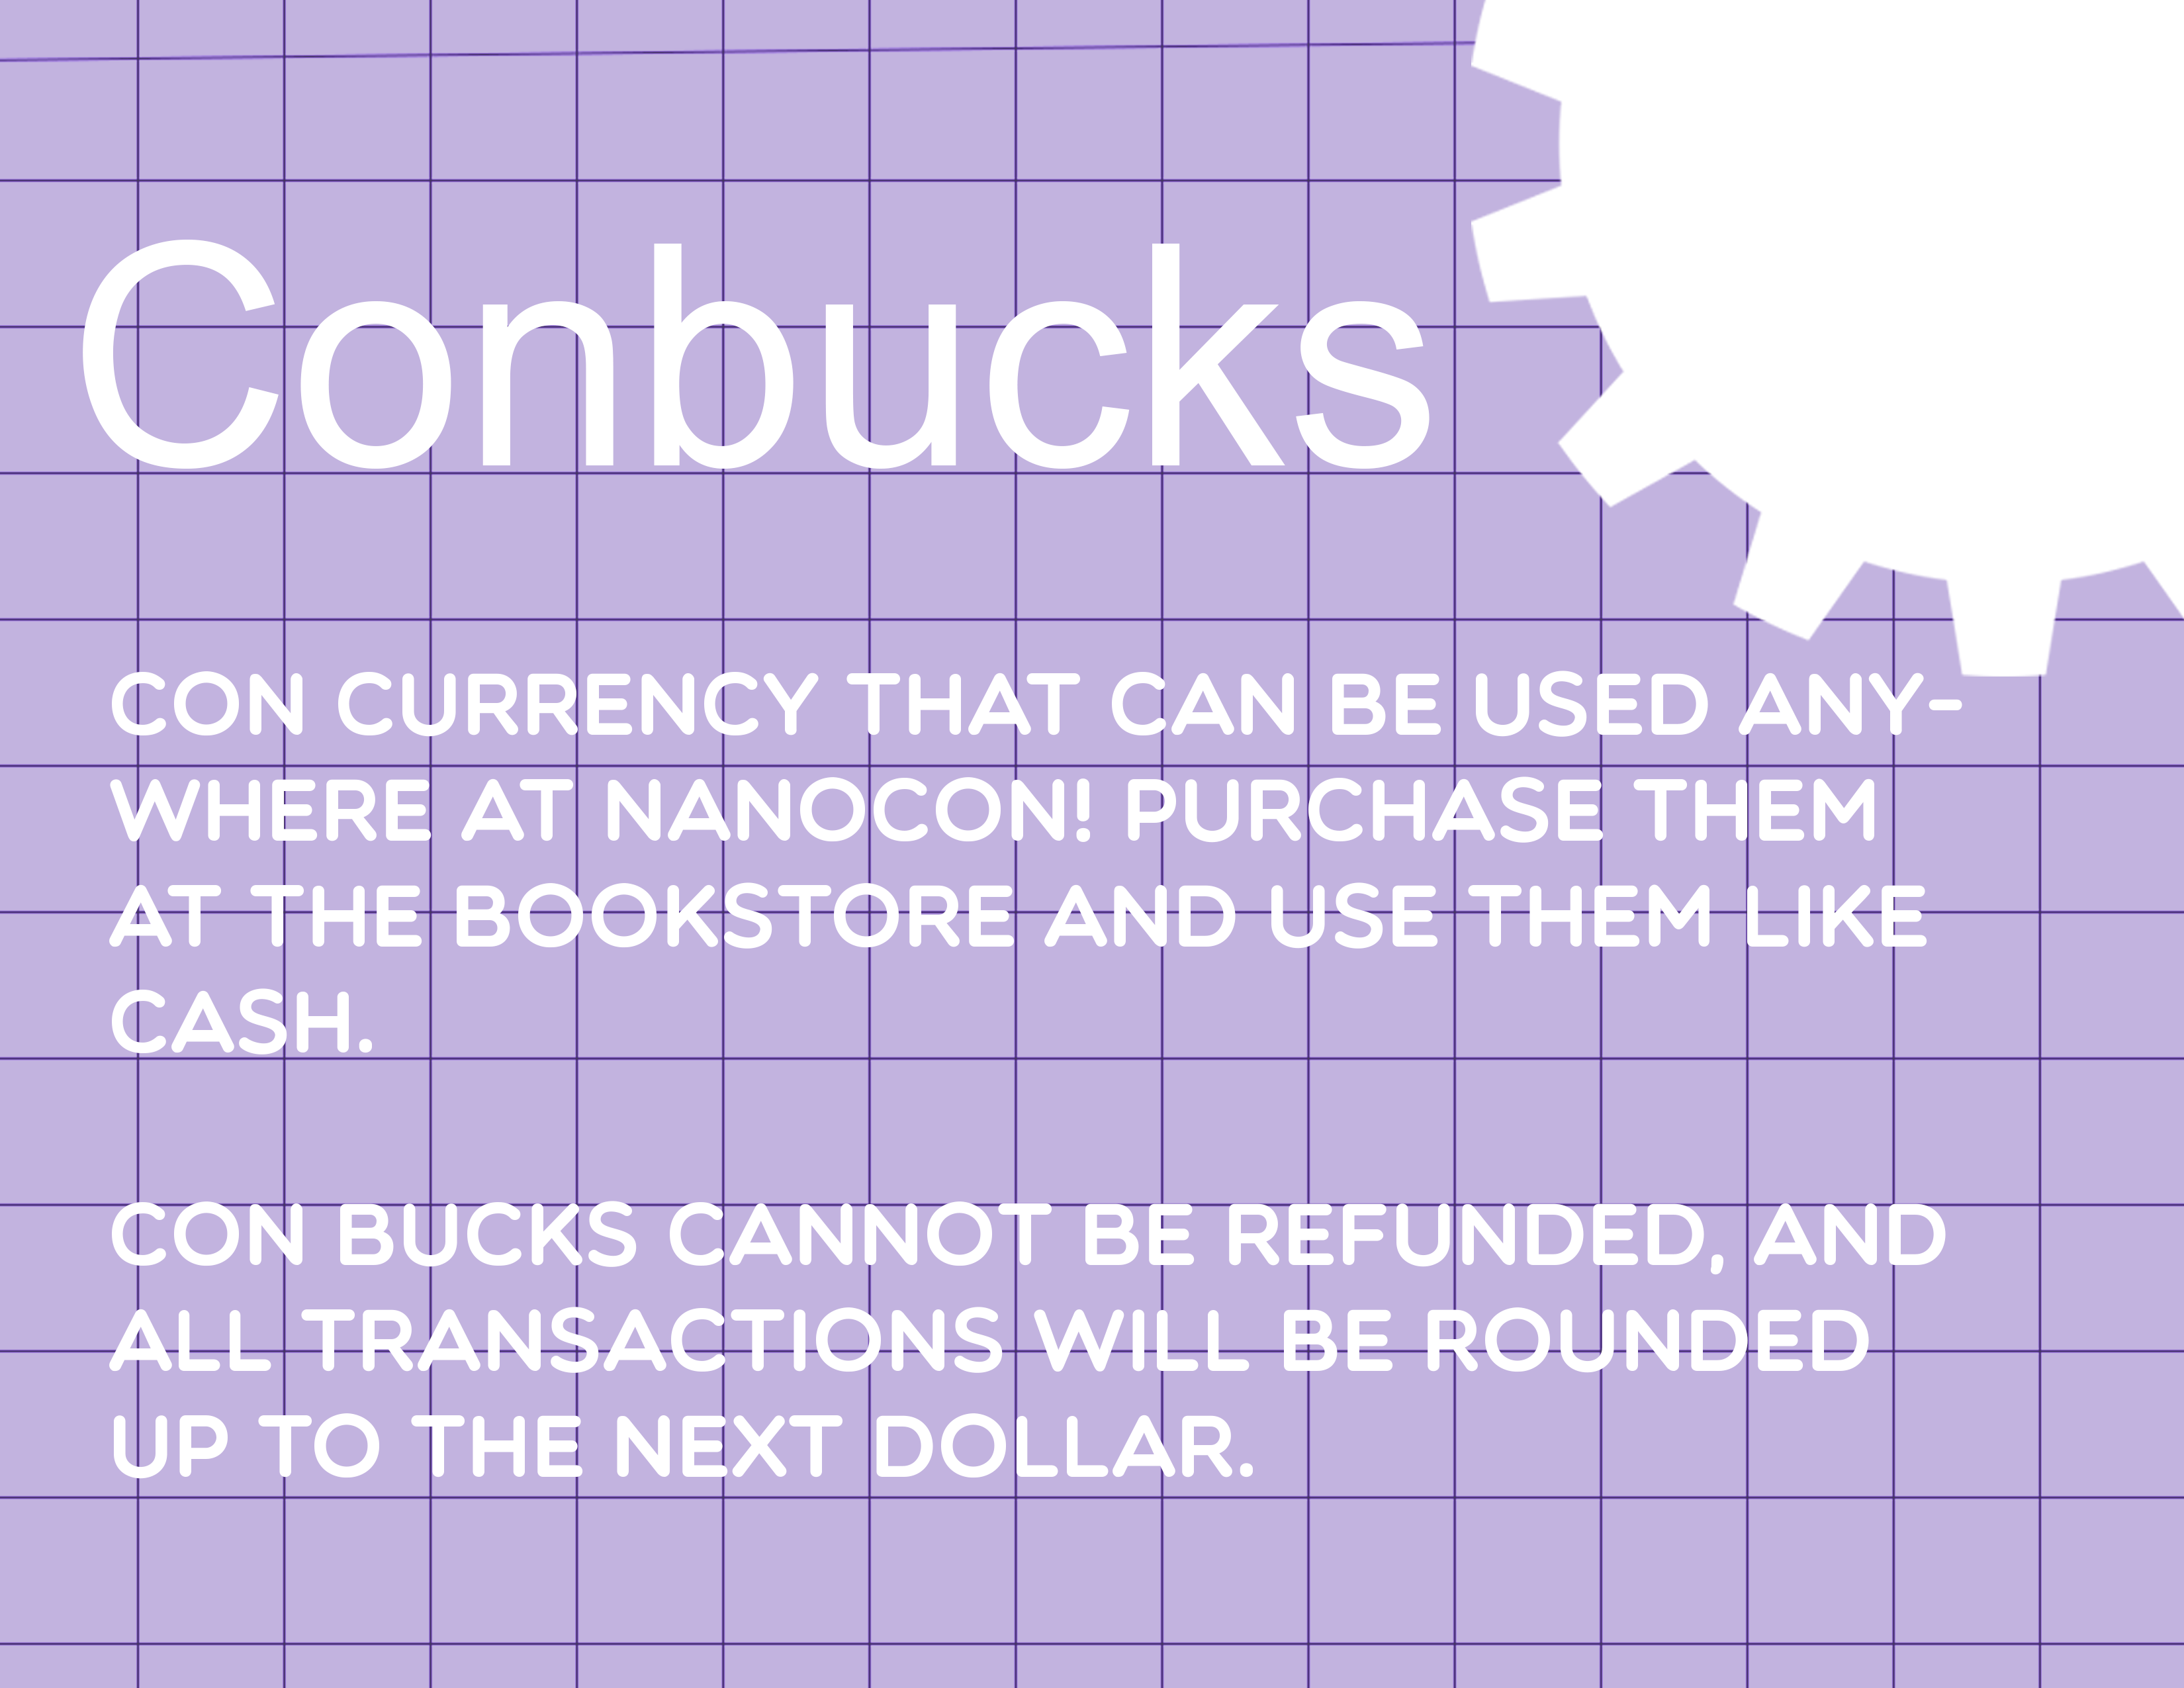 Conbucks
CON CURRENCY THAT CAN BE USED ANY-
WHERE AT NANOCON! PURCHASE THEM
AT THE BOOKSTORE AND USE THEM LIKE
CASH.
CON BUCKS CANNOT BE REFUNDED, AND
ALL TRANSACTIONS WILL BE ROUNDED
UP TO THE NEXT DOLLAR.